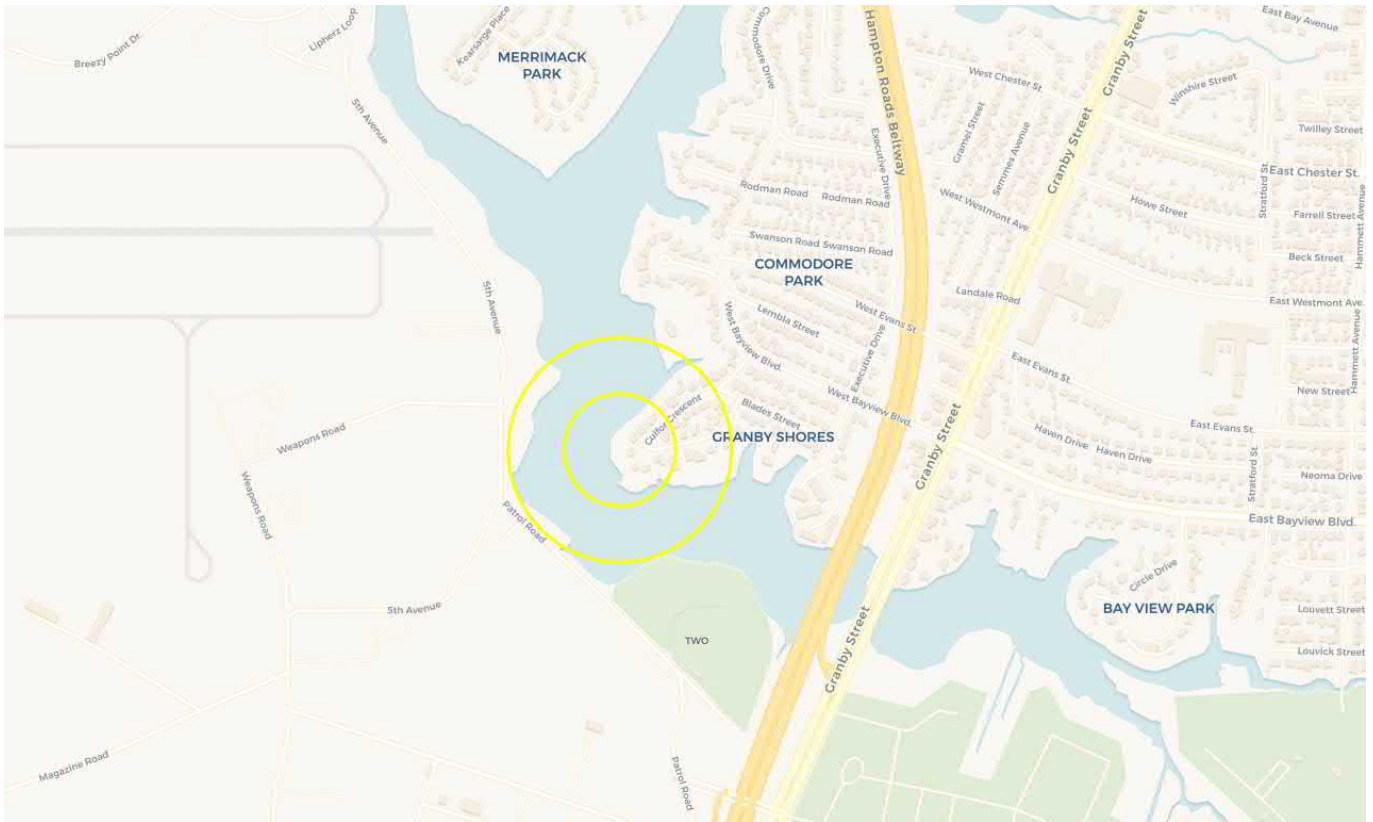 East Bay Avenue
Granby Street
Hampton Roads Beltway
Commodore Drive
Kearsarge Place
Lipherz Loop
Breezy Point Dr.
MERRIMACK
PARK
West Chester St.
Winshire Street
5th Avenue
Gramel Street
Semmes Avenue
Executive Drive
Twilley Street
Granby Street
East Chester St.
Stratford St.
Hammett Avenue
Rodman Road
Rodman Road
West Westmont Ave.
Howe Street
Farrell Street
Swanson Road
Swanson Road
COMMODORE
PARK
Beck Street
5th Avenue
Landale Road
East Westmont Ave.
West Bayview Blvd.
Lembla Street
West Evans St.
Executive Drive
East Evans St.
Hammett Avenue
New Street
Gulfor Crescent
Blades Street
West Bayview Blvd.
GRANBY SHORES
Granby Street
Weapons Road
Haven Drive
Haven Drive
East Evans St.
Stratford St.
Neoma Drive
Weapons Road
Patrol Road
East Bayview Blvd.
Circle Drive
5th Avenue
BAY VIEW PARK
Louvett Street
TWO
Granby Street
Louvick Street
Magazine Road
Patrol Road